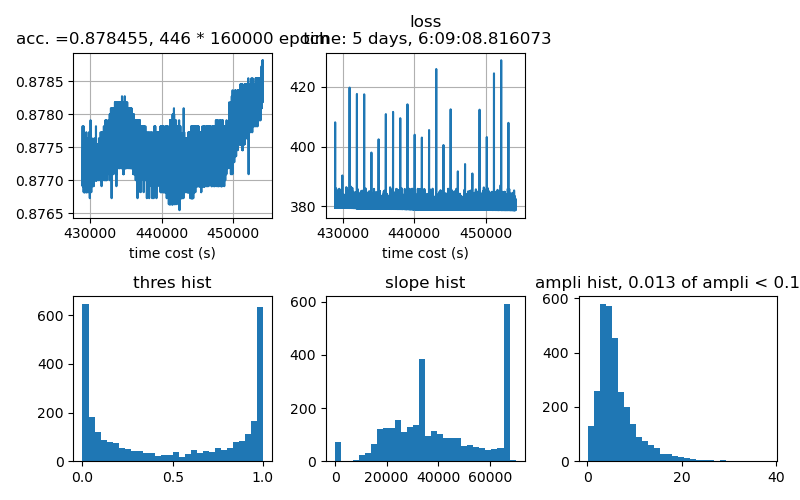 loss
acc. =0.878455, 446 * 160000 epoch
time: 5 days, 6:09:08.816073
0.8785
0.8780
0.8775
0.8770
0.8765
430000 440000 450000
time cost (s)
420
400
380
430000 440000 450000
time cost (s)
thres hist
600
400
200
0
0.0 0.5 1.0
slope hist
600
400
200
0
0 20000 40000 60000
ampli hist, 0.013 of ampli < 0.1
600
400
200
0
0 20 40